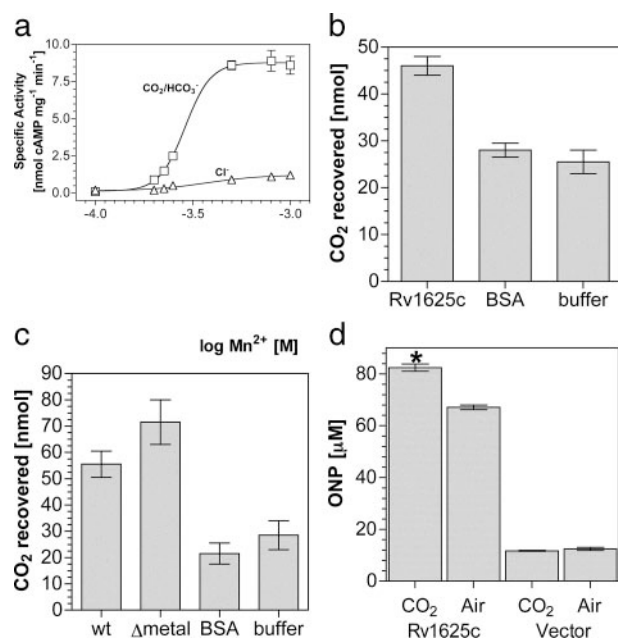 a
Specific Activity
[nmol cAMP mg⁻¹ min⁻¹]
10.0
7.5
5.0
2.5
0.0
CO₂/HCO₃⁻
Cl⁻
-4.0 -3.5 -3.0
log Mn²⁺ [M]
b
CO₂ recovered [nmol]
50
40
30
20
10
0
Rv1625c BSA buffer
c
CO₂ recovered [nmol]
90
80
70
60
50
40
30
20
10
0
wt Δmetal BSA buffer
d
ONP [µM]
80
60
40
20
0
*
CO₂ Air CO₂ Air
Rv1625c Vector